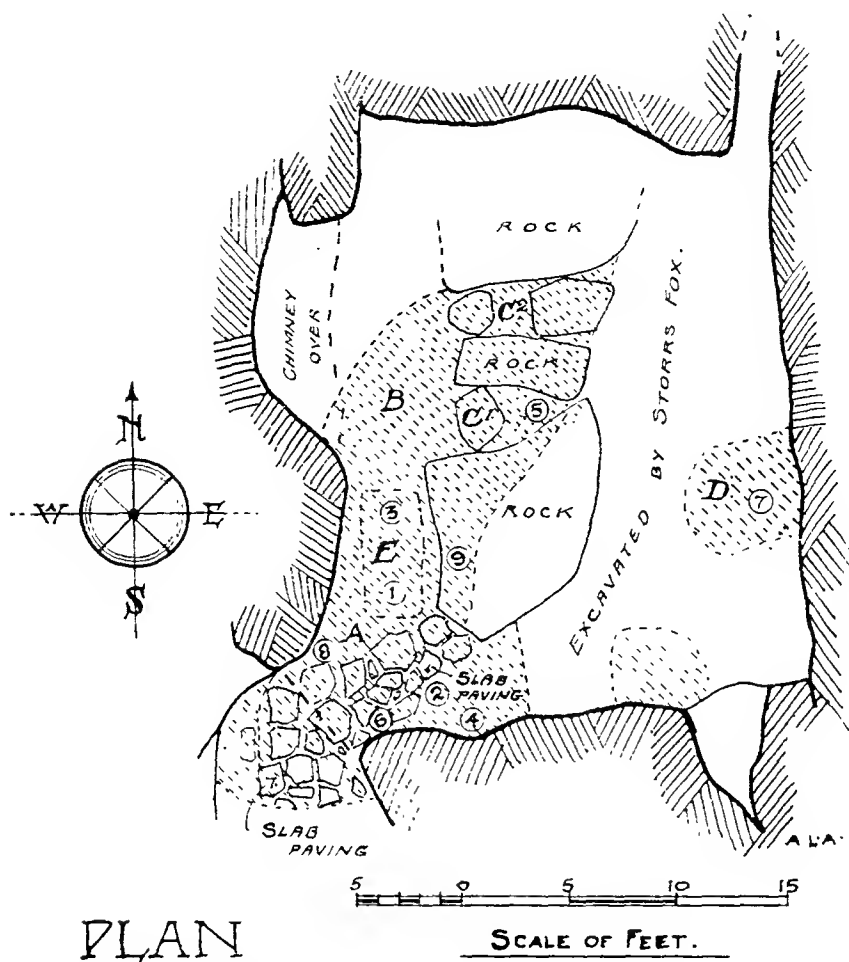 ROCK
C²
CHIMNEY
OVER
ROCK
B
C¹
5
EXCAVATED BY STORRS FOX.
N
W E
S
3
ROCK
D
7
E
9
1
A
8
SLAB
PAVING
2
6
4
SLAB
PAVING
A.L.A.
5 0 5 10 15
PLAN
SCALE OF FEET.